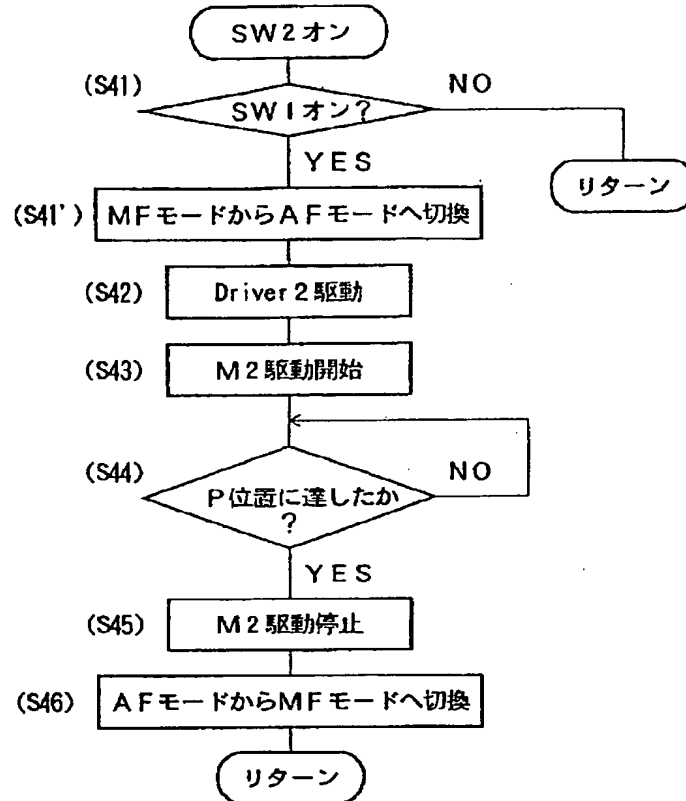 SW2オン
(S41)
SW1オン?
NO
YES
リターン
(S41')
MFモードからAFモードへ切換
(S42)
Driver2駆動
(S43)
M2駆動開始
(S44)
P位置に達したか
?
NO
YES
(S45)
M2駆動停止
(S46)
AFモードからMFモードへ切換
リターン